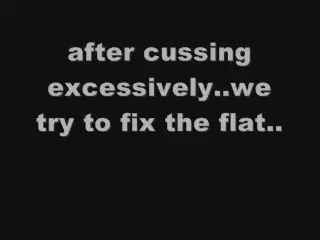 after cussing
excessively..we
try to fix the flat..